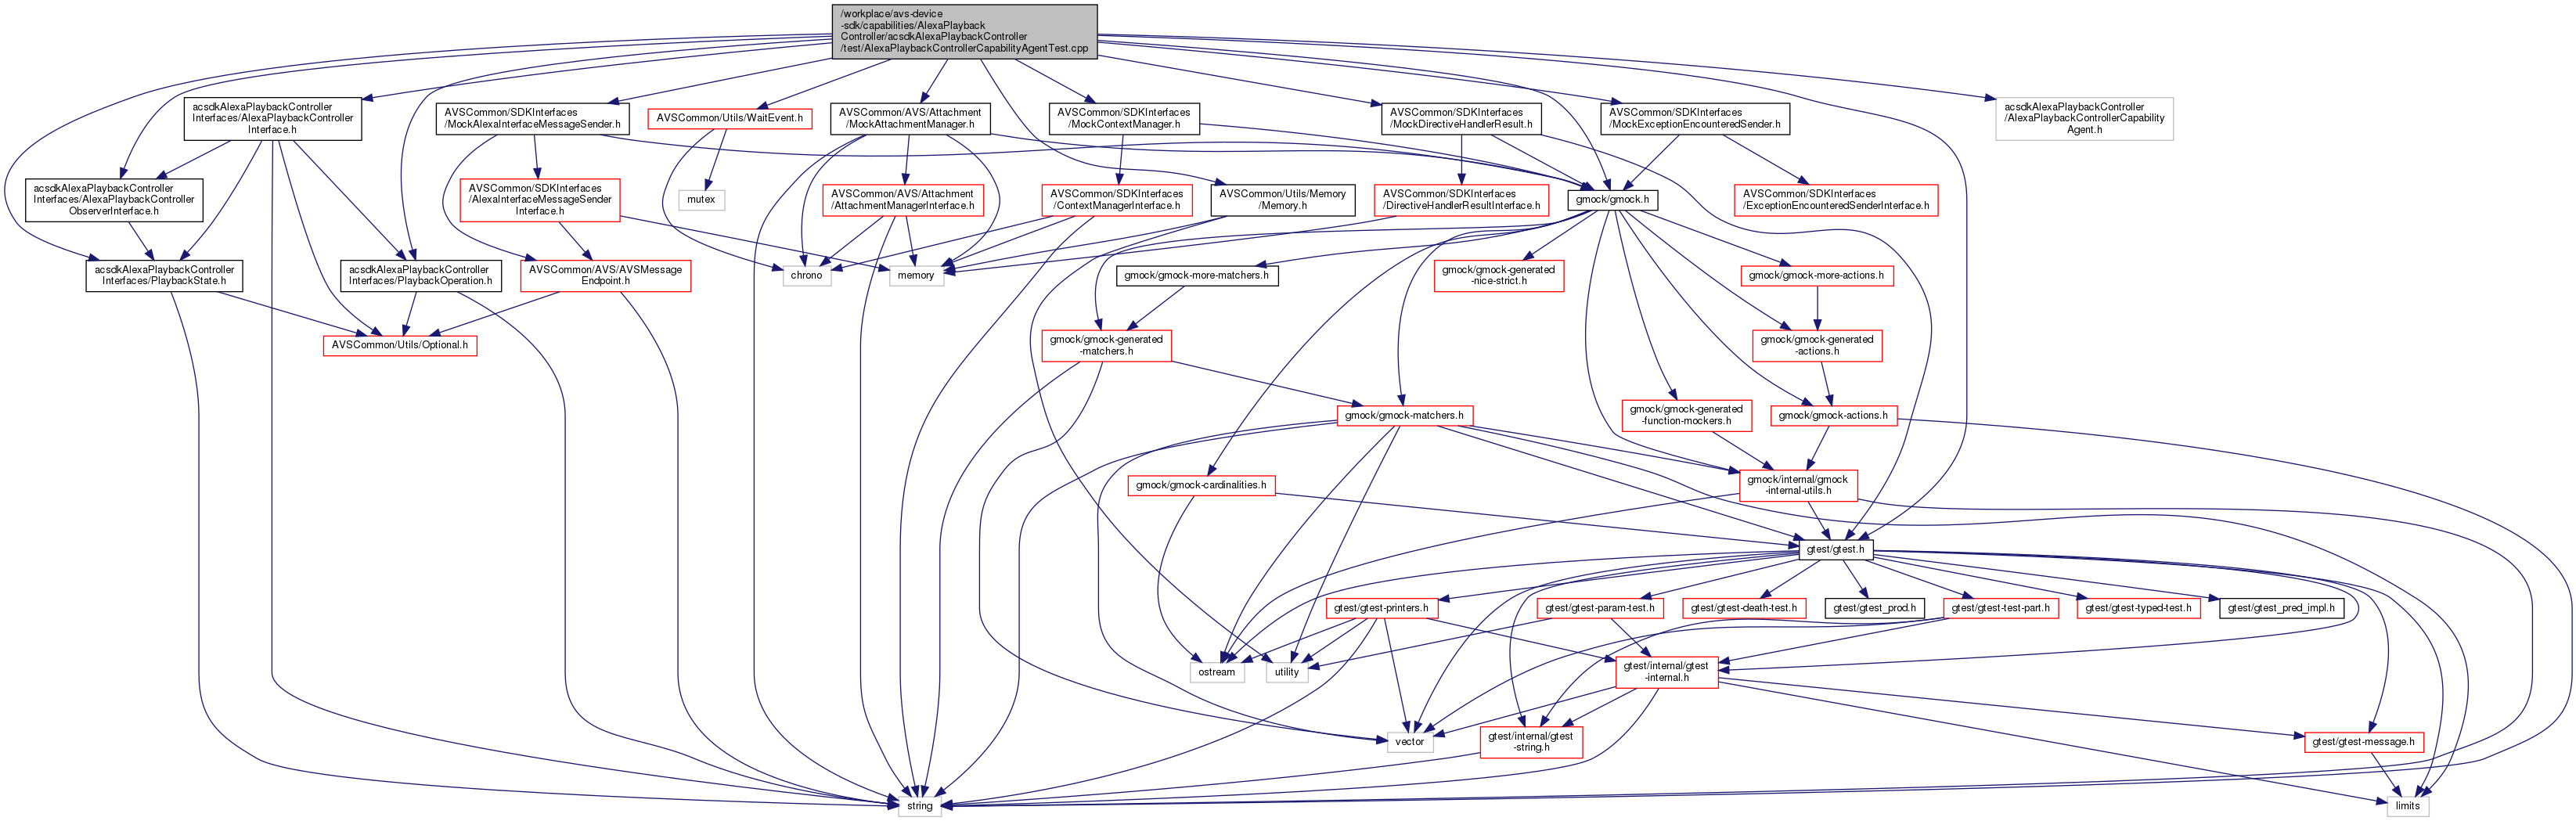 /workplace/avs-device
-sdk/capabilities/AlexaPlayback
Controller/acsdkAlexaPlaybackController
/test/AlexaPlaybackControllerCapabilityAgentTest.cpp
acsdkAlexaPlaybackController
Interfaces/AlexaPlaybackController
Interface.h
AVSCommon/SDKInterfaces
/MockAlexaInterfaceMessageSender.h
AVSCommon/Utils/WaitEvent.h
AVSCommon/AVS/Attachment
/MockAttachmentManager.h
AVSCommon/SDKInterfaces
/MockContextManager.h
AVSCommon/SDKInterfaces
/MockDirectiveHandlerResult.h
AVSCommon/SDKInterfaces
/MockExceptionEncounteredSender.h
acsdkAlexaPlaybackController
/AlexaPlaybackControllerCapability
Agent.h
acsdkAlexaPlaybackController
Interfaces/AlexaPlaybackController
ObserverInterface.h
AVSCommon/SDKInterfaces
/AlexaInterfaceMessageSender
Interface.h
mutex
AVSCommon/AVS/Attachment
/AttachmentManagerInterface.h
AVSCommon/SDKInterfaces
/ContextManagerInterface.h
AVSCommon/Utils/Memory
/Memory.h
AVSCommon/SDKInterfaces
/DirectiveHandlerResultInterface.h
gmock/gmock.h
AVSCommon/SDKInterfaces
/ExceptionEncounteredSenderInterface.h
acsdkAlexaPlaybackController
Interfaces/PlaybackState.h
acsdkAlexaPlaybackController
Interfaces/PlaybackOperation.h
AVSCommon/AVS/AVSMessage
Endpoint.h
chrono
memory
gmock/gmock-more-matchers.h
gmock/gmock-generated
-nice-strict.h
gmock/gmock-more-actions.h
AVSCommon/Utils/Optional.h
gmock/gmock-generated
-matchers.h
gmock/gmock-generated
-actions.h
gmock/gmock-matchers.h
gmock/gmock-generated
-function-mockers.h
gmock/gmock-actions.h
gmock/gmock-cardinalities.h
gmock/internal/gmock
-internal-utils.h
gtest/gtest.h
gtest/gtest-printers.h
gtest/gtest-param-test.h
gtest/gtest-death-test.h
gtest/gtest_prod.h
gtest/gtest-test-part.h
gtest/gtest-typed-test.h
gtest/gtest_pred_impl.h
ostream
utility
gtest/internal/gtest
-internal.h
vector
gtest/internal/gtest
-string.h
gtest/gtest-message.h
string
limits